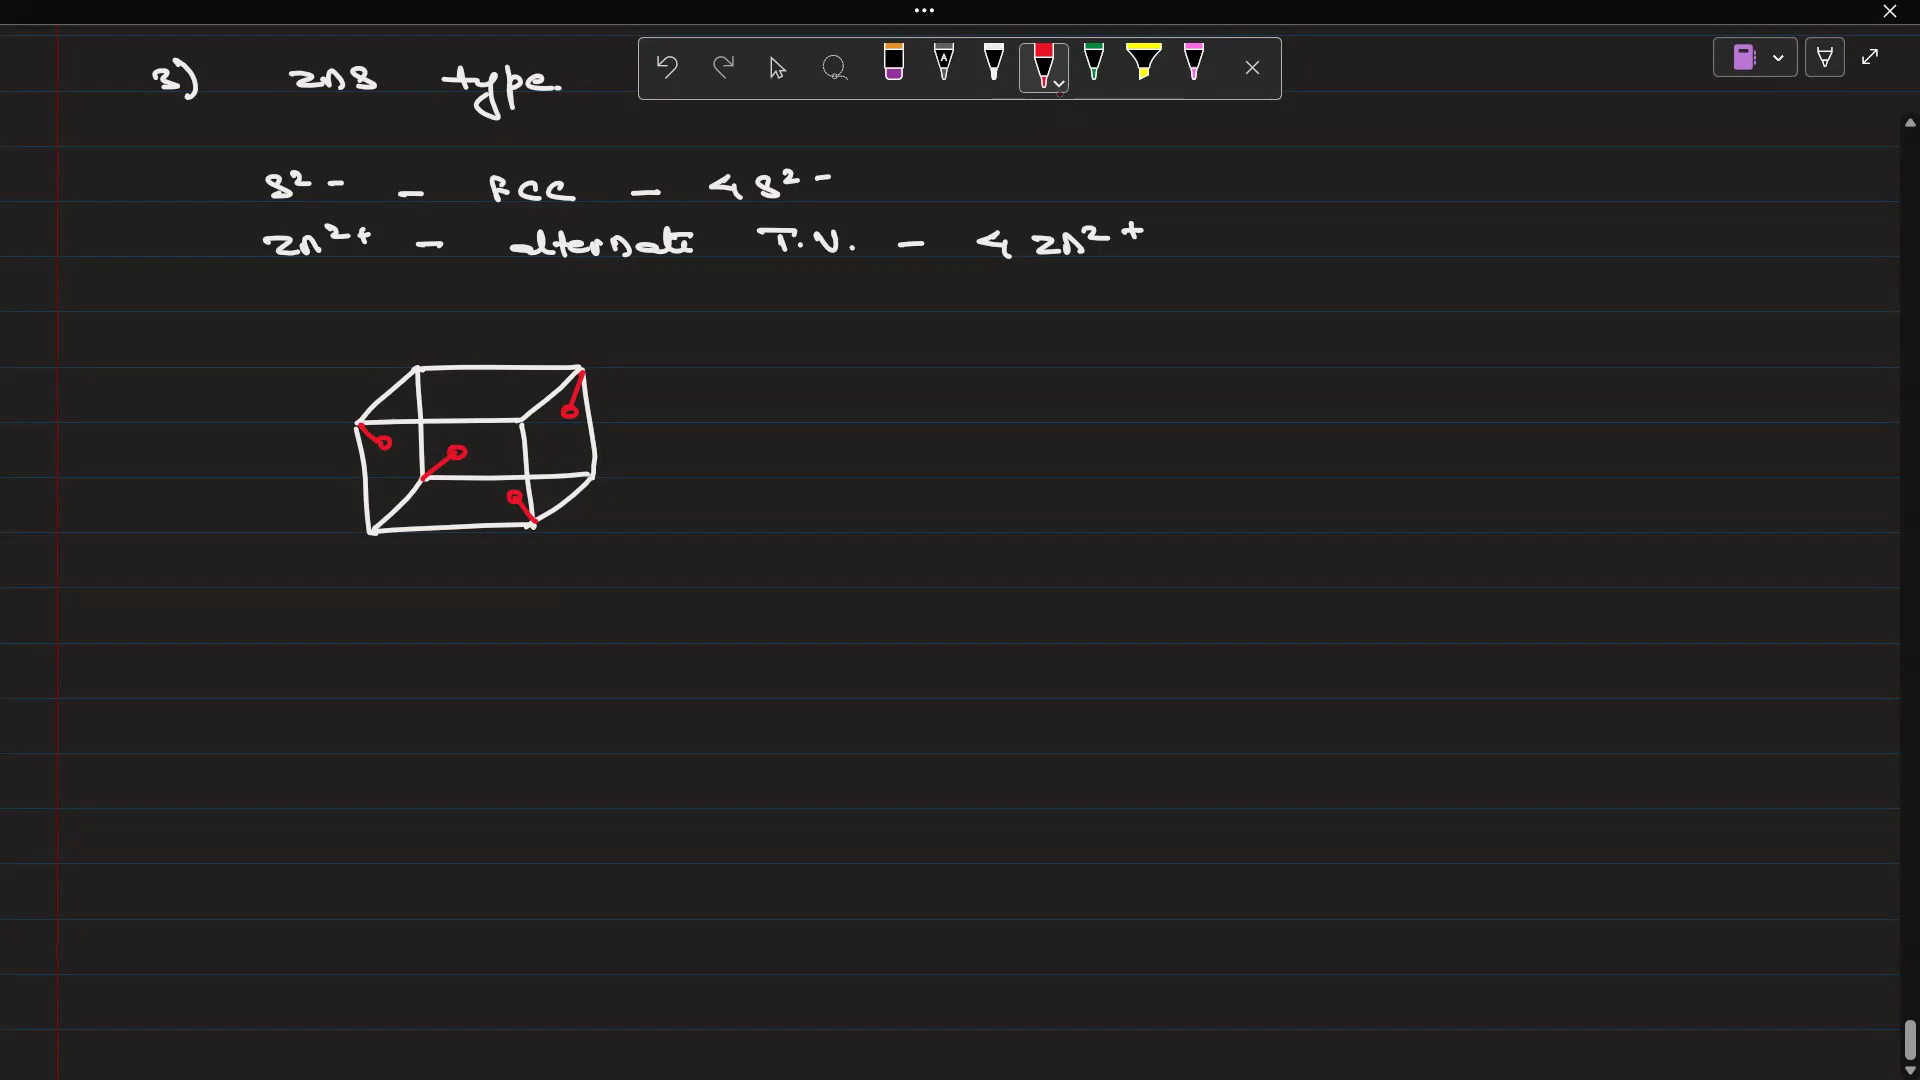 3) ZnS type.
S²⁻ - FCC - 4 S²⁻
Zn²⁺ - alternate T.V. - 4 Zn²⁺